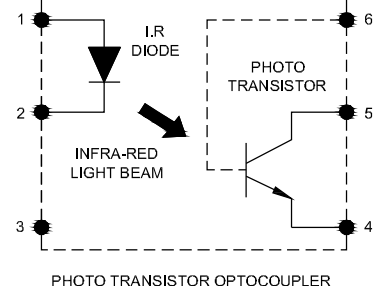 1
I.R
DIODE
6
PHOTO
TRANSISTOR
2
5
INFRA-RED
LIGHT BEAM
3
4
PHOTO TRANSISTOR OPTOCOUPLER